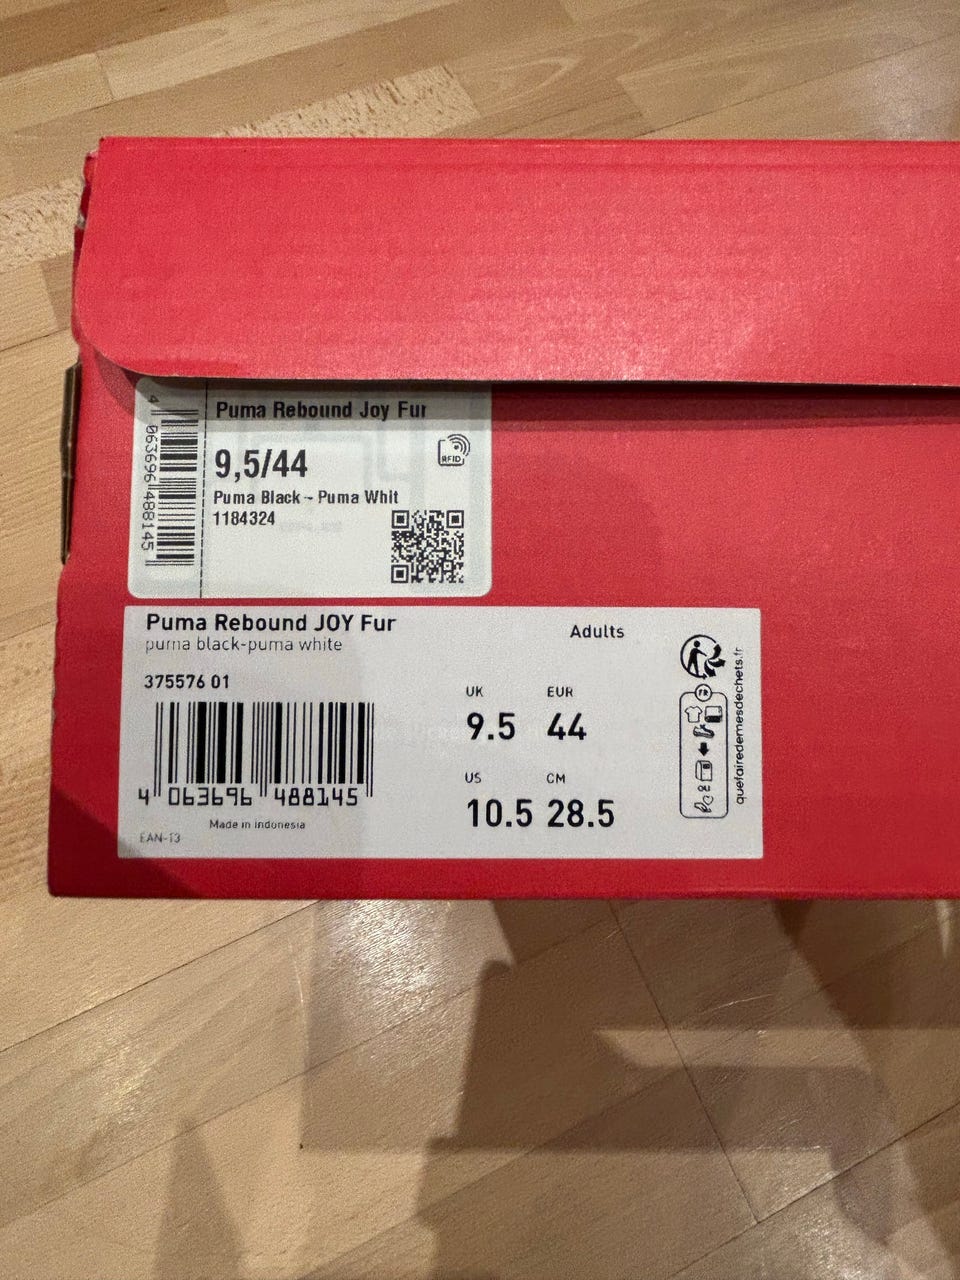 Puma Rebound Joy Fur
4 063696 488145
9,5/44
RFID
Puma Black - Puma Whit
1184324
Puma Rebound JOY Fur
puma black-puma white
Adults
375576 01
UK EUR
9.5 44
US CM
10.5 28.5
4 063696 488145
Made in Indonesia
EAN-13
FR
quefairedemesdechets.fr